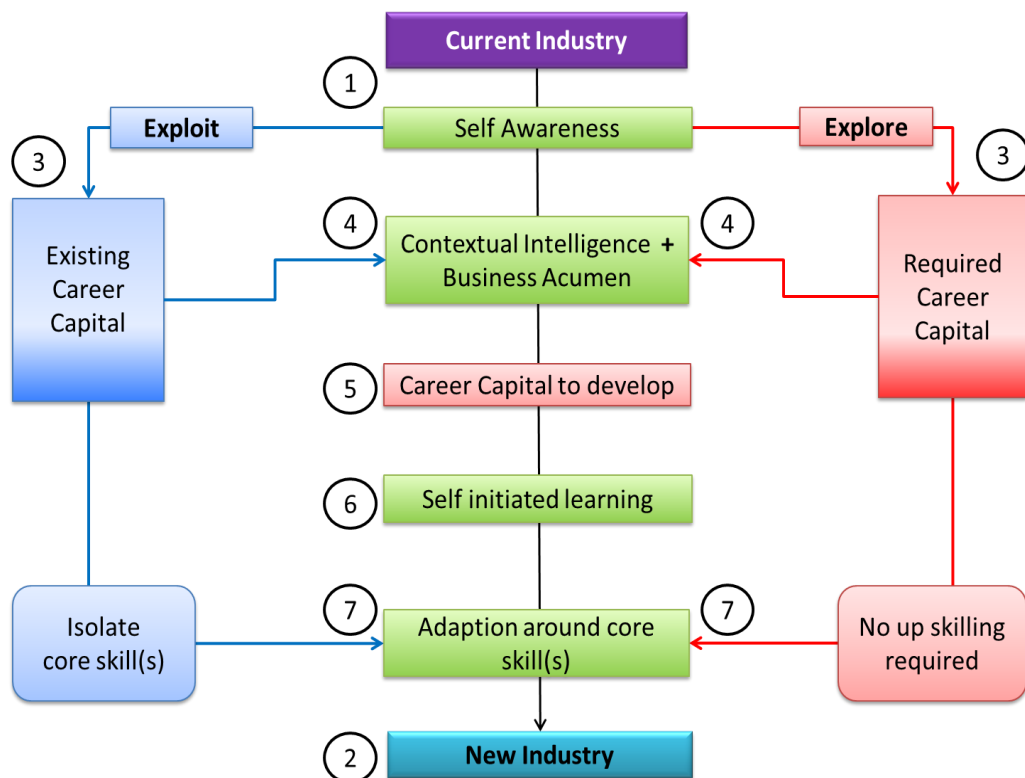 Current Industry
1
Exploit
Self Awareness
Explore
3
3
4
4
Existing
Career
Capital
Contextual Intelligence +
Business Acumen
Required
Career
Capital
5
Career Capital to develop
6
Self initiated learning
7
7
Isolate
core skill(s)
Adaption around core
skill(s)
No up skilling
required
2
New Industry